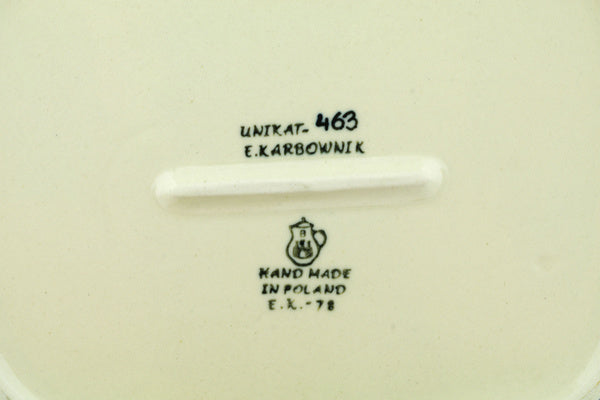 UNIKAT- 463
E.KARBOWNIK
HAND MADE
IN POLAND
E.K.-78